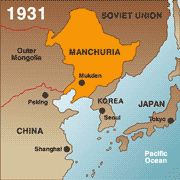 1931
SOVIET UNION
Outer
Mongolia
MANCHURIA
Mukden
Peking
KOREA
JAPAN
Seoul
Tokyo
CHINA
Shanghai
Pacific
Ocean